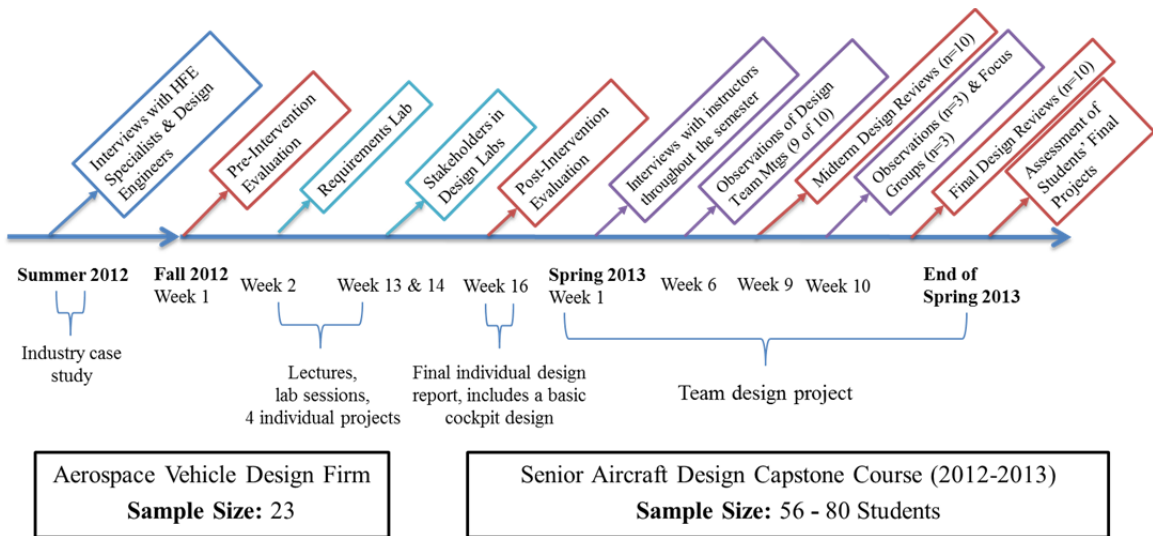 Interviews with HFE
Specialists & Design
Engineers
Pre-Intervention
Evaluation
Requirements Lab
Stakeholders in
Design Labs
Post-Intervention
Evaluation
Interviews with instructors
throughout the semester
Observations of Design
Team Mtgs (9 of 10)
Midterm Design Reviews (n=10)
Observations (n=3) & Focus
Groups (n=3)
Final Design Reviews (n=10)
Assessment of
Students' Final
Projects
Summer 2012
Fall 2012
Week 1
Week 2
Week 13 & 14
Week 16
Spring 2013
Week 1
Week 6
Week 9
Week 10
End of
Spring 2013
Industry case
study
Lectures,
lab sessions,
4 individual projects
Final individual design
report, includes a basic
cockpit design
Team design project
Aerospace Vehicle Design Firm
Sample Size: 23
Senior Aircraft Design Capstone Course (2012-2013)
Sample Size: 56 - 80 Students